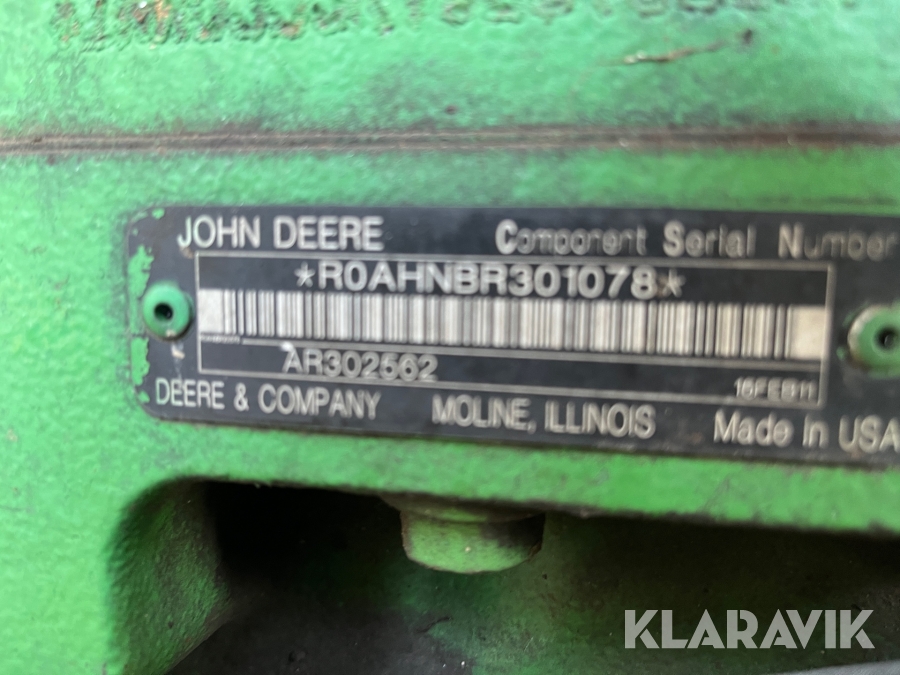 JOHN DEERE Component Serial Number
*R0AHNBR301078*
AR302562
16FEB11
DEERE & COMPANY MOLINE, ILLINOIS Made in USA
KLARAVIK